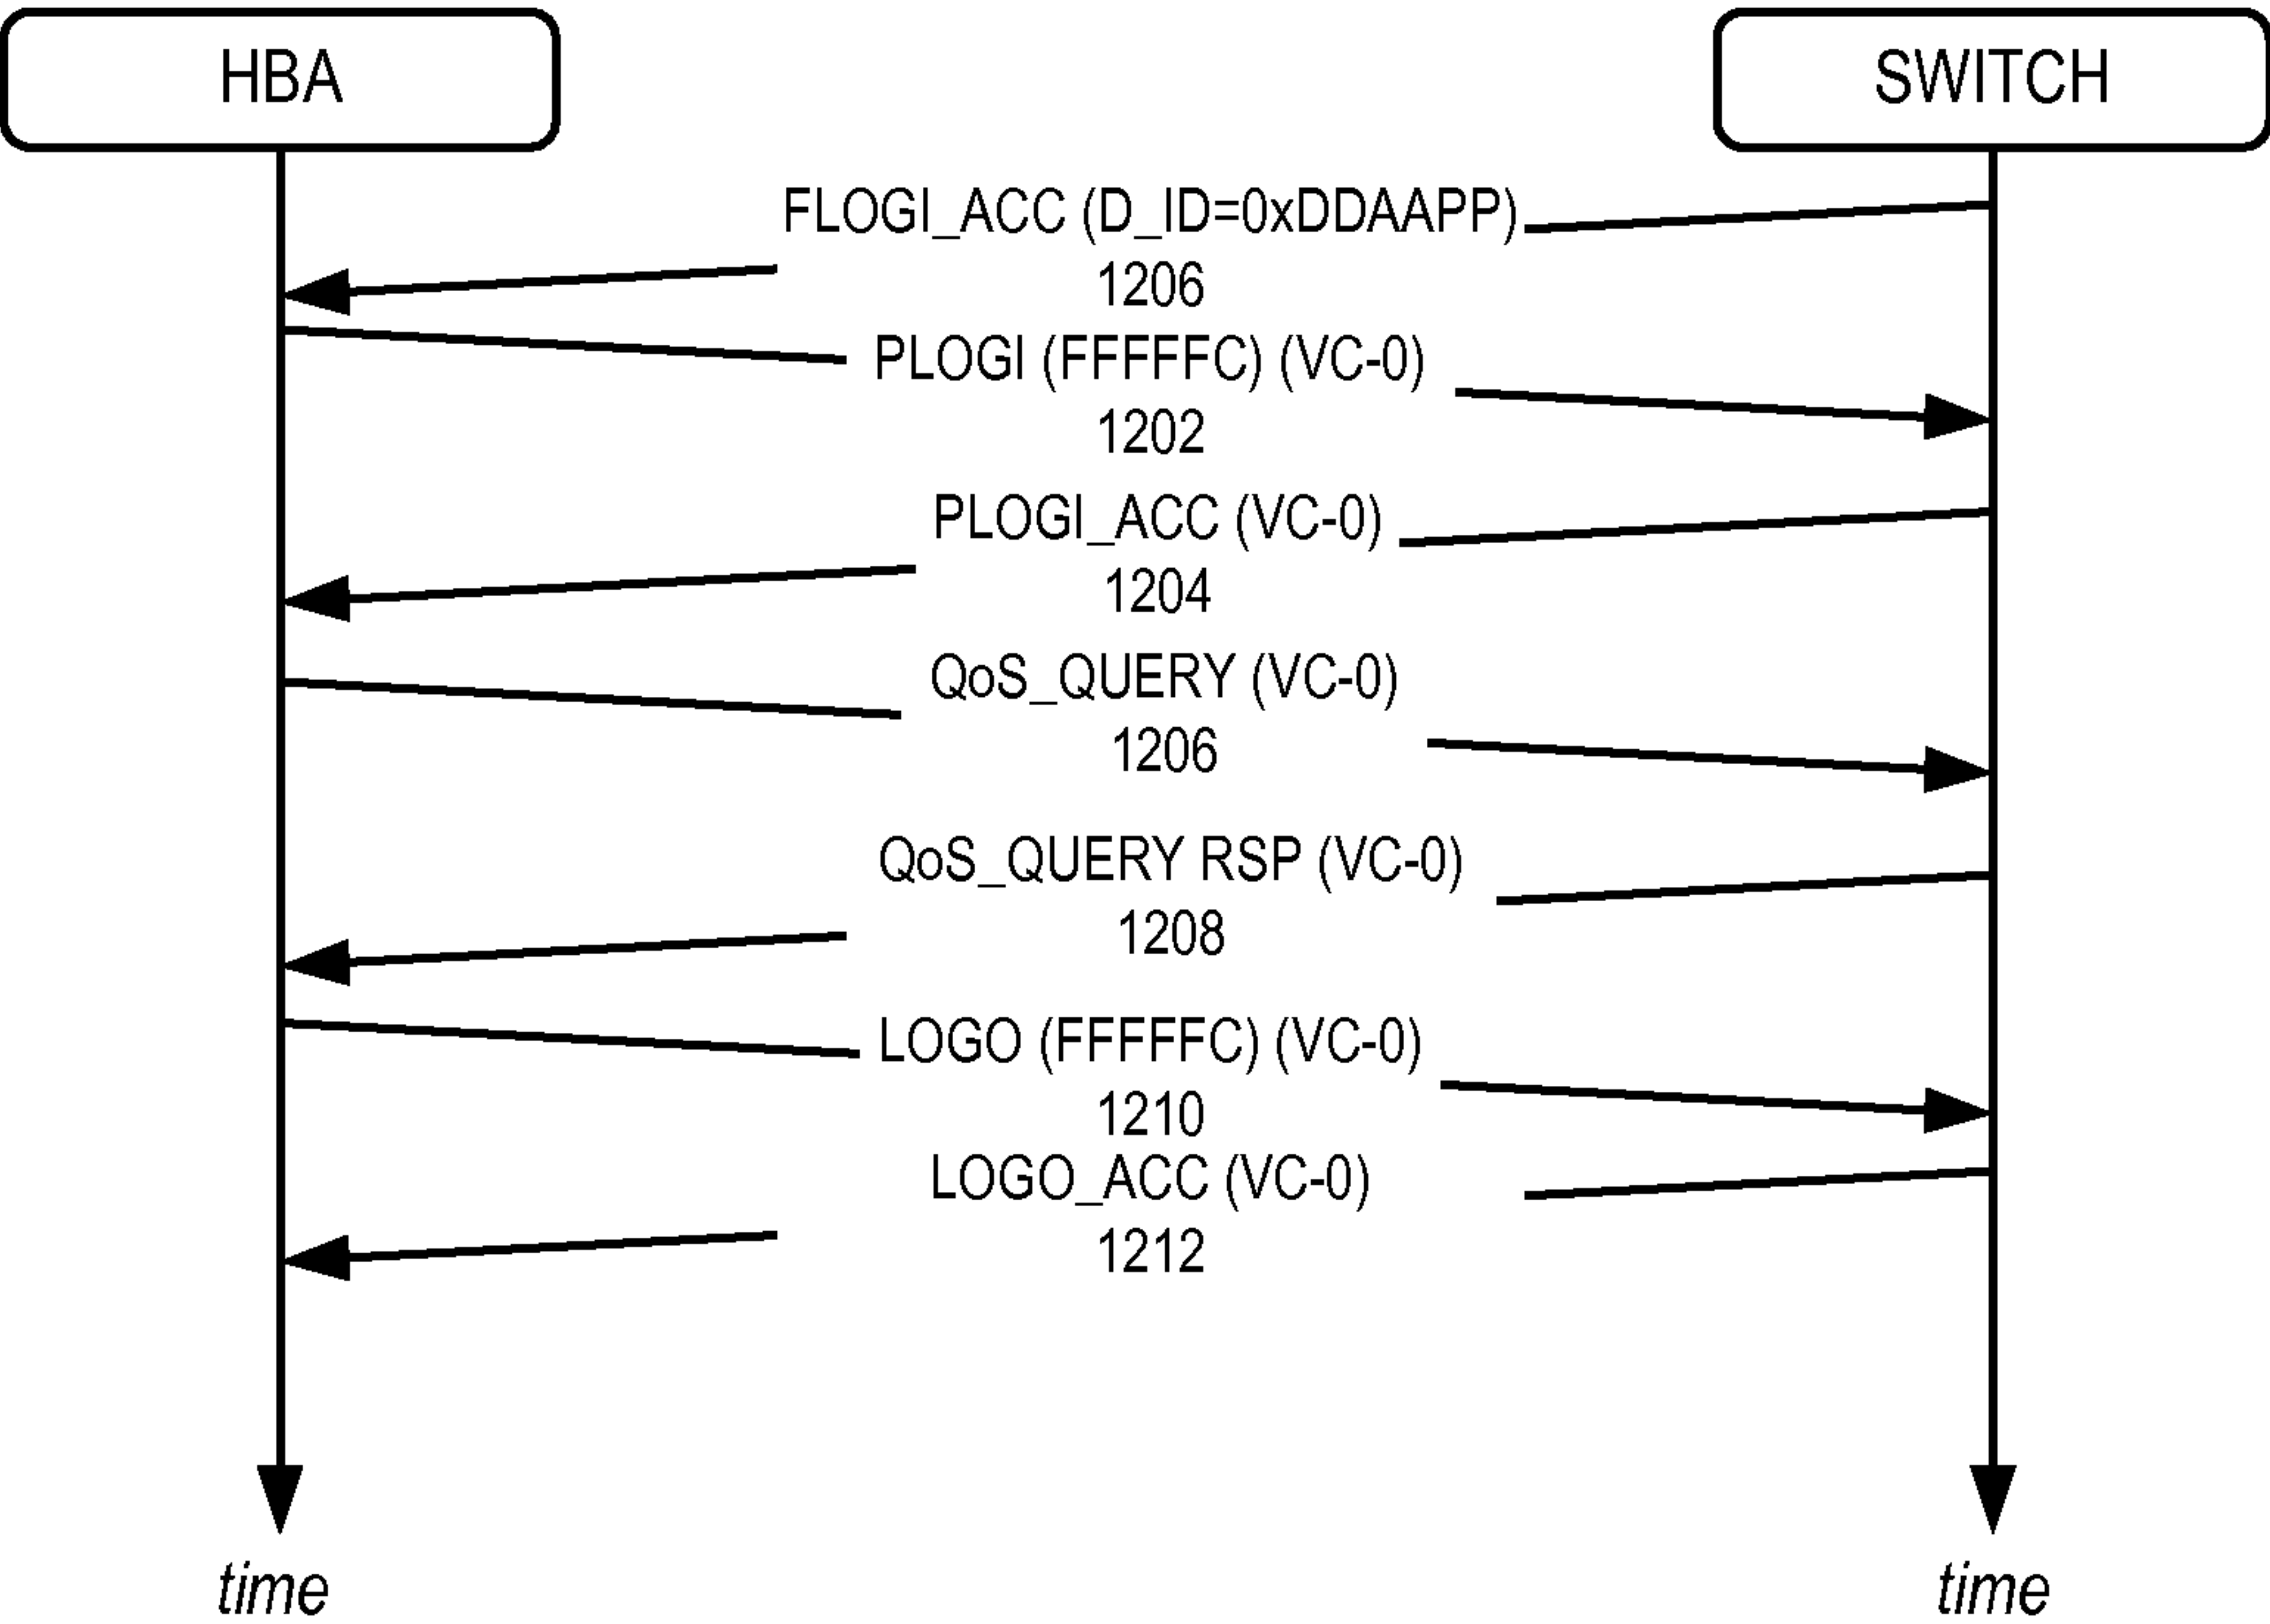 HBA
SWITCH
FLOGI_ACC (D_ID=0xDDAAPP)
1206
PLOGI (FFFFFC) (VC-0)
1202
PLOGI_ACC (VC-0)
1204
QoS_QUERY (VC-0)
1206
QoS_QUERY RSP (VC-0)
1208
LOGO (FFFFFC) (VC-0)
1210
LOGO_ACC (VC-0)
1212
time
time